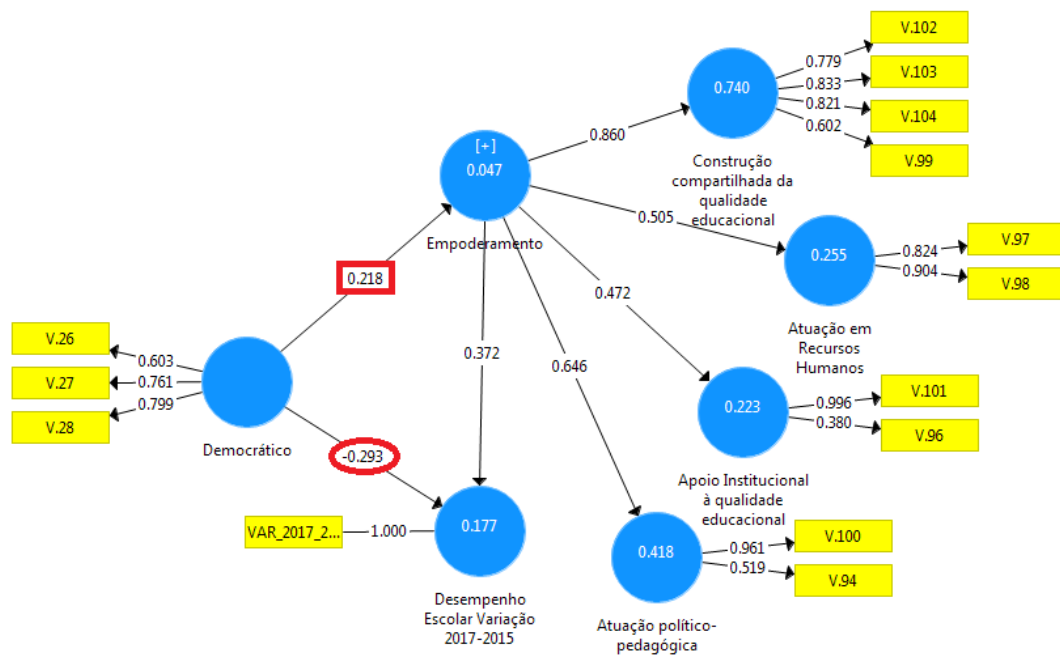 V.102
0.779
0.833
V.103
0.740
0.821
V.104
0.602
V.99
[+]
0.047
0.860
Construção
compartilhada da
qualidade
educacional
Empoderamento
0.505
0.255
0.824
V.97
0.904
V.98
0.218
0.472
Atuação em
Recursos
Humanos
V.26
0.603
V.27
0.761
V.28
0.799
0.372
0.646
Democrático
0.223
0.996
V.101
0.380
V.96
-0.293
Apoio Institucional
à qualidade
educacional
VAR_2017_2...
1.000
0.177
0.418
0.961
V.100
0.519
V.94
Desempenho
Escolar Variação
2017-2015
Atuação político-
pedagógica